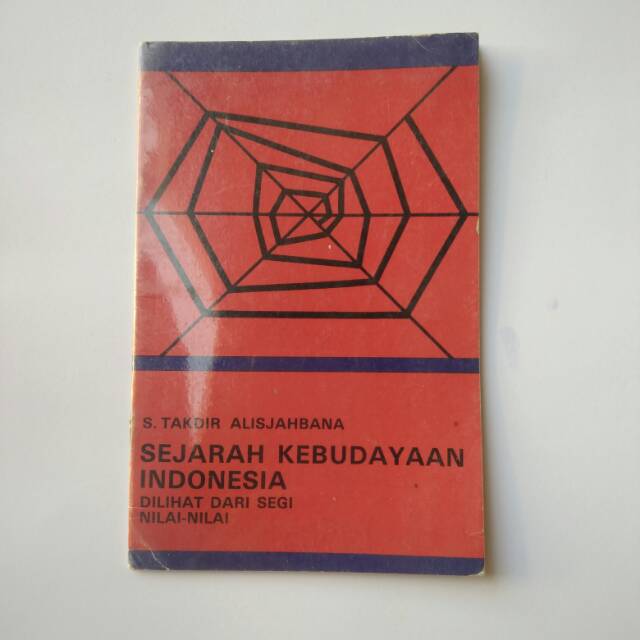 S. TAKDIR ALISJAHBANA
SEJARAH KEBUDAYAAN
INDONESIA
DILIHAT DARI SEGI
NILAI-NILAI